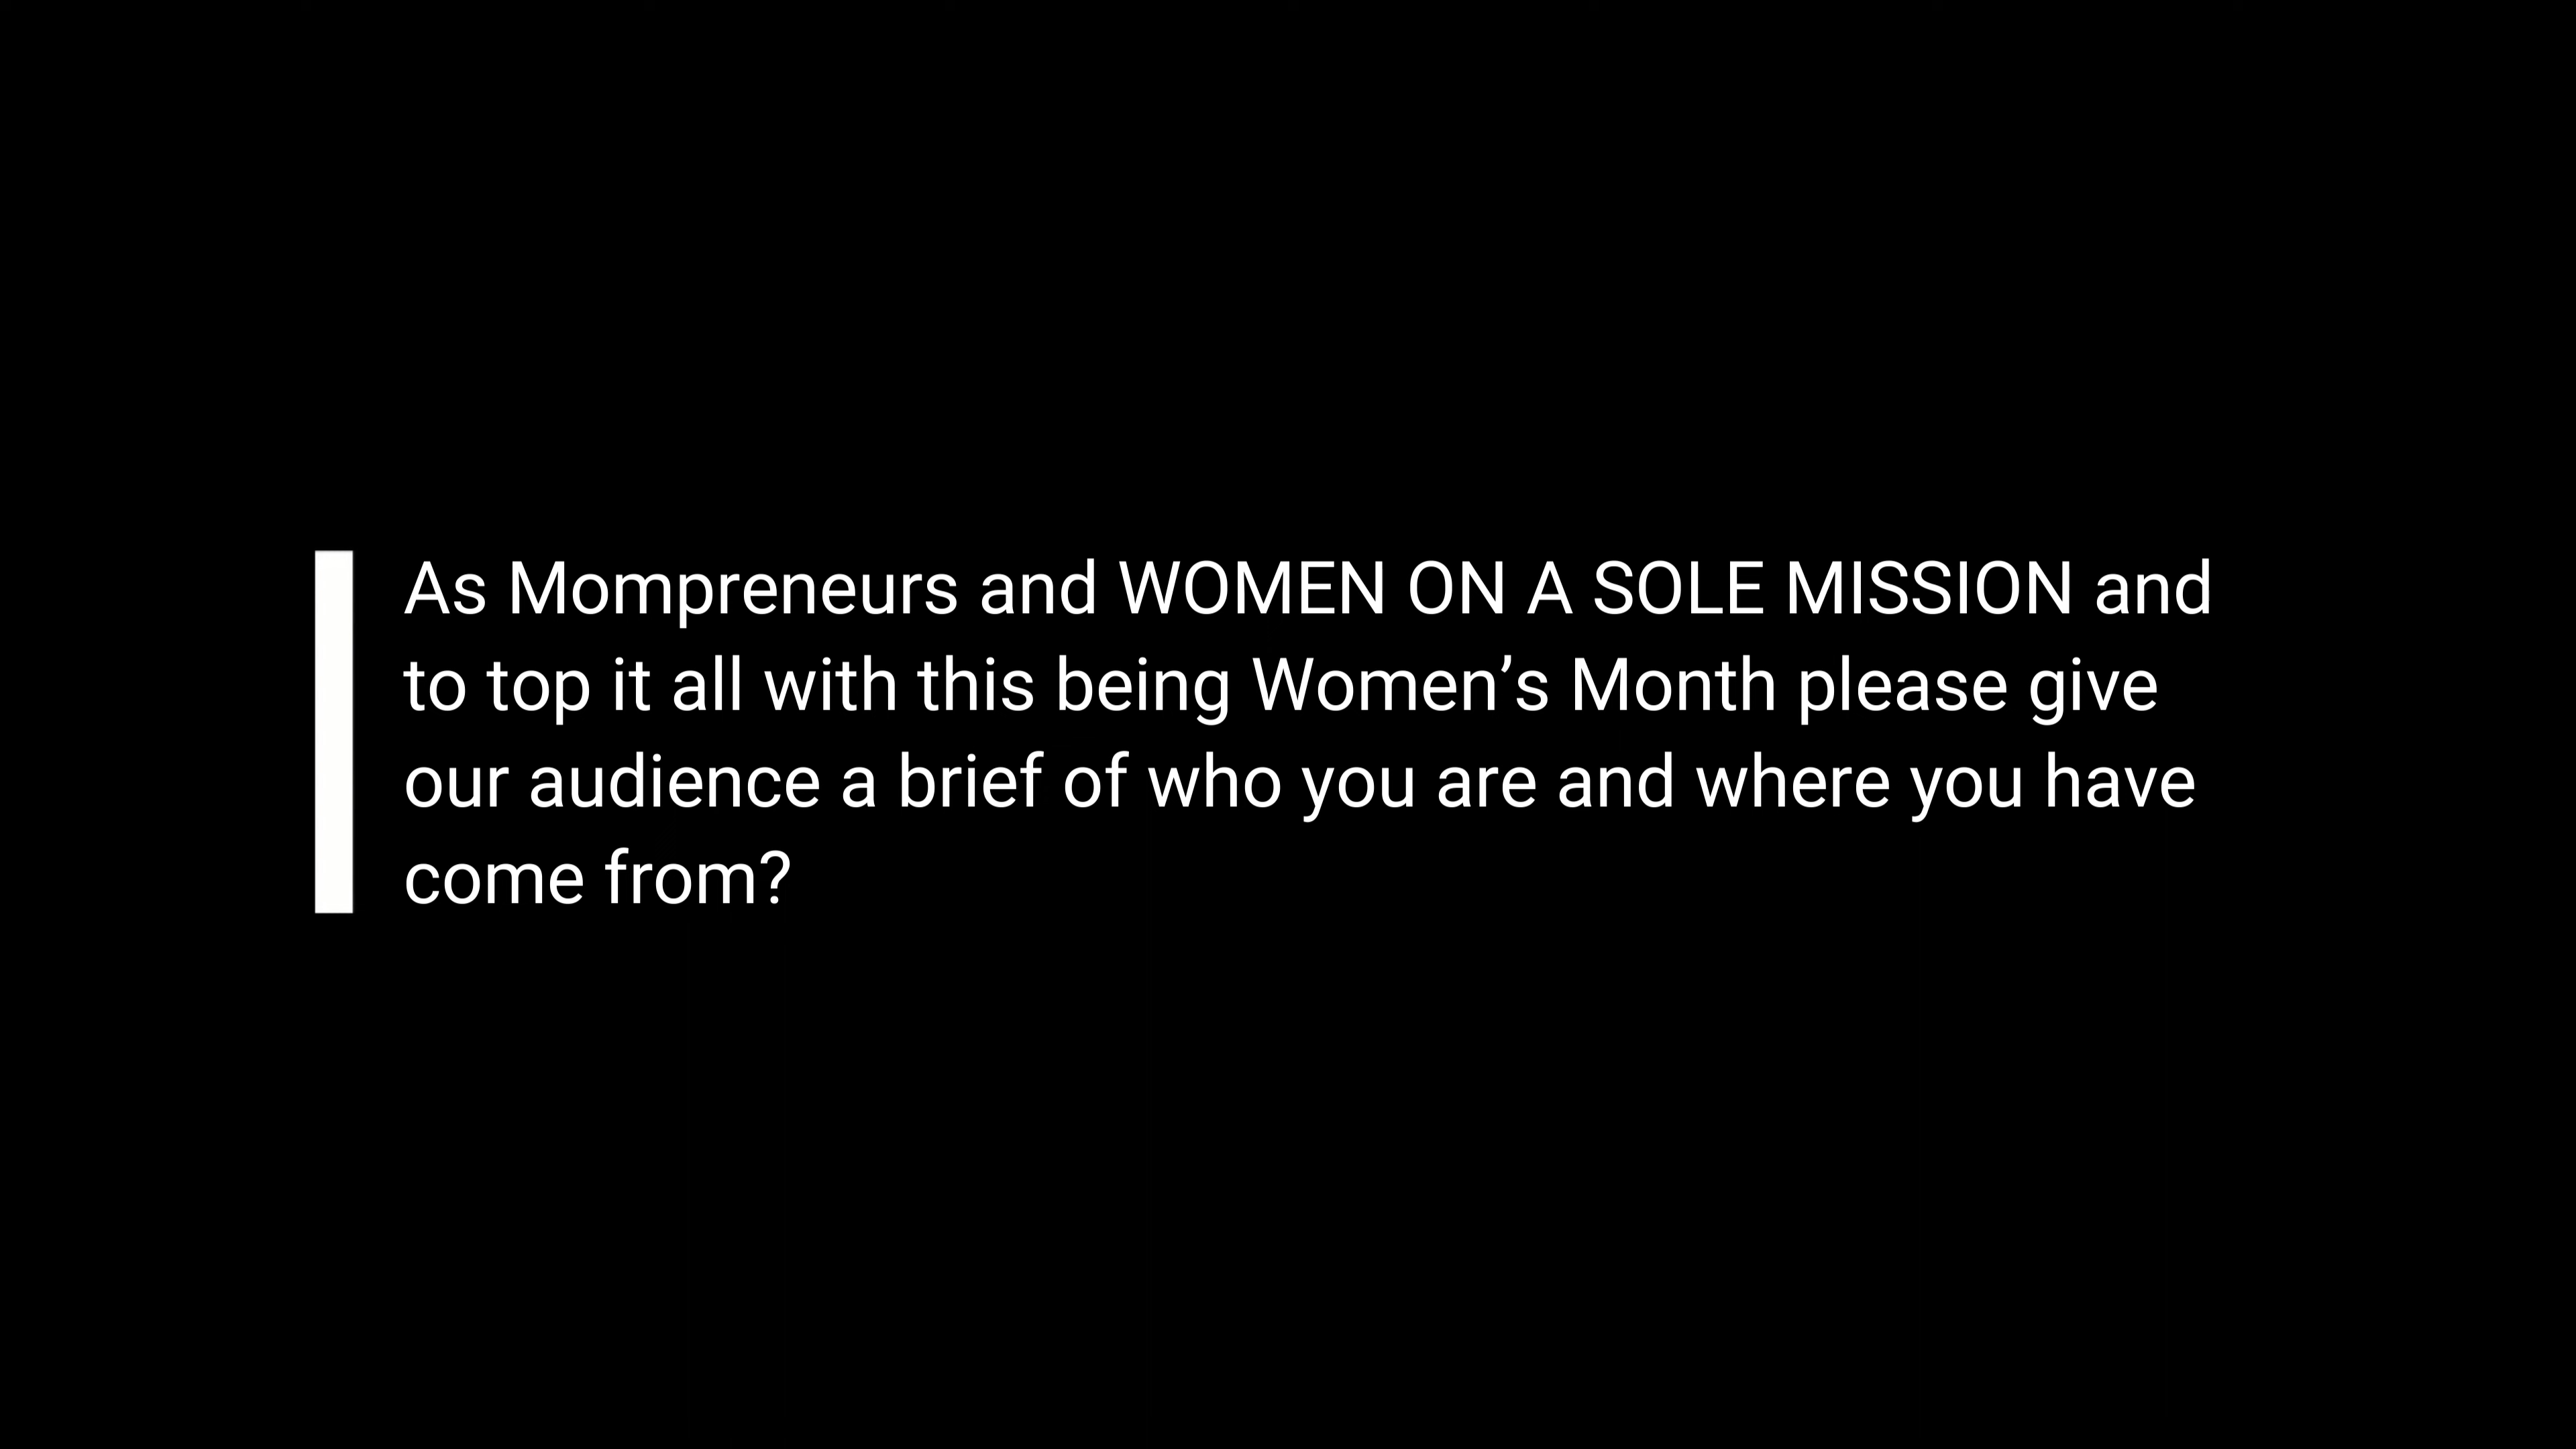 As Mompreneurs and WOMEN ON A SOLE MISSION and
to top it all with this being Women’s Month please give
our audience a brief of who you are and where you have
come from?